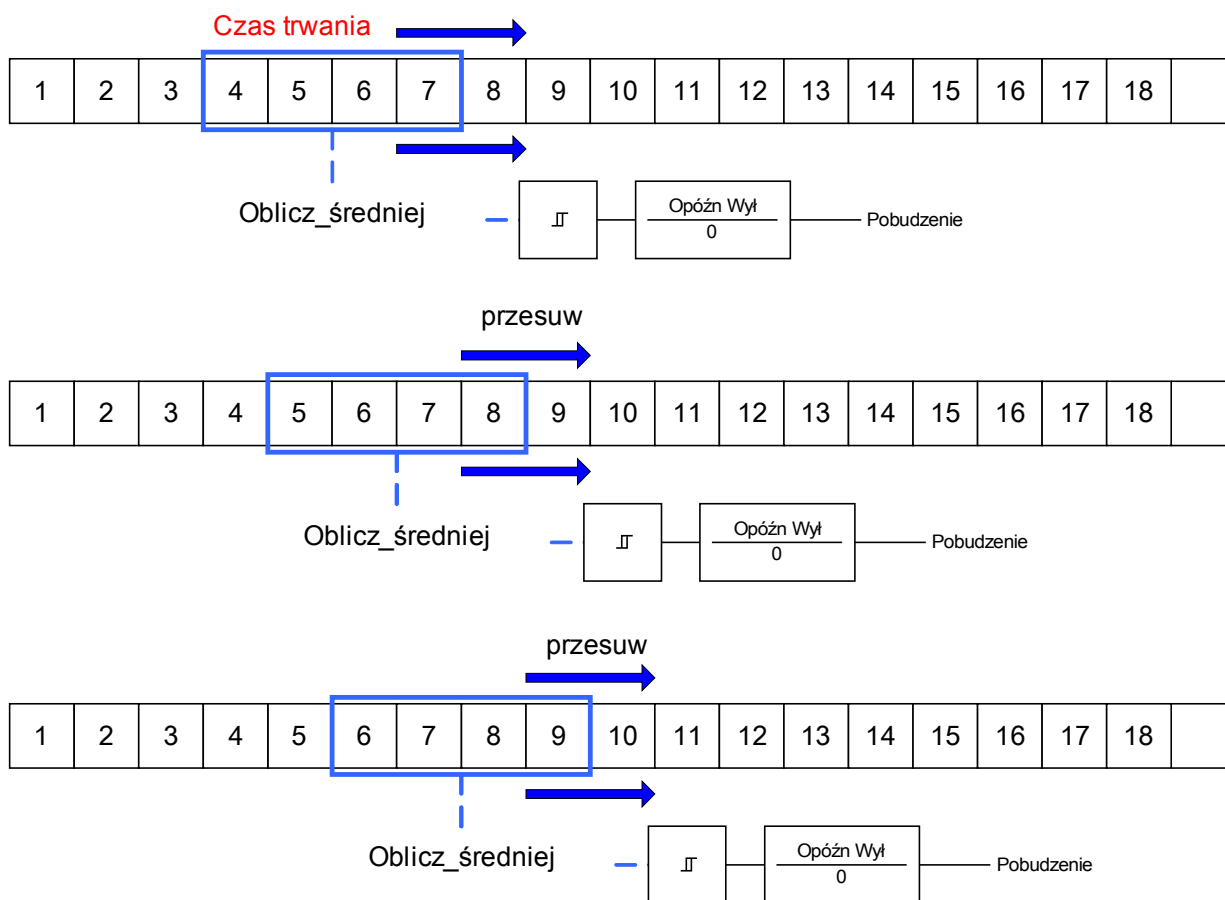 Czas trwania
1 2 3 4 5 6 7 8 9 10 11 12 13 14 15 16 17 18
Oblicz_średniej
Opóźn Wył
0
Pobudzenie
przesuw
1 2 3 4 5 6 7 8 9 10 11 12 13 14 15 16 17 18
Oblicz_średniej
Opóźn Wył
0
Pobudzenie
przesuw
1 2 3 4 5 6 7 8 9 10 11 12 13 14 15 16 17 18
Oblicz_średniej
Opóźn Wył
0
Pobudzenie